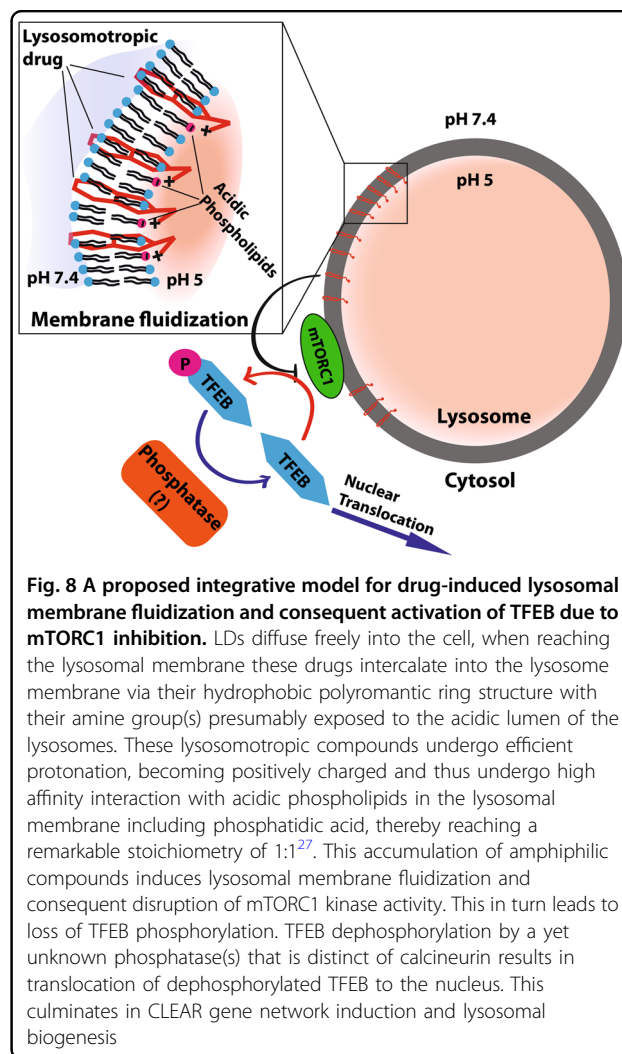 Lysosomotropic
drug
pH 7.4
pH 5
+
+
+
+
Acidic
Phospholipids
pH 7.4
pH 5
Membrane fluidization
mTORC1
P
TFEB
TFEB
Lysosome
Cytosol
Phosphatase
(?)
Nuclear
Translocation
Fig. 8 A proposed integrative model for drug-induced lysosomal
membrane fluidization and consequent activation of TFEB due to
mTORC1 inhibition. LDs diffuse freely into the cell, when reaching
the lysosomal membrane these drugs intercalate into the lysosome
membrane via their hydrophobic polyromantic ring structure with
their amine group(s) presumably exposed to the acidic lumen of the
lysosomes. These lysosomotropic compounds undergo efficient
protonation, becoming positively charged and thus undergo high
affinity interaction with acidic phospholipids in the lysosomal
membrane including phosphatidic acid, thereby reaching a
remarkable stoichiometry of 1:1²⁷. This accumulation of amphiphilic
compounds induces lysosomal membrane fluidization and
consequent disruption of mTORC1 kinase activity. This in turn leads to
loss of TFEB phosphorylation. TFEB dephosphorylation by a yet
unknown phosphatase(s) that is distinct of calcineurin results in
translocation of dephosphorylated TFEB to the nucleus. This
culminates in CLEAR gene network induction and lysosomal
biogenesis